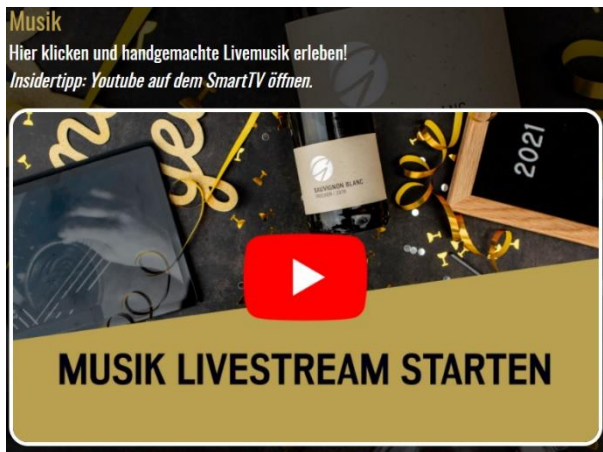 Musik
Hier klicken und handgemachte Livemusik erleben!
Insidertipp: Youtube auf dem SmartTV öffnen.
SAUVIGNON BLANC
2021
MUSIK LIVESTREAM STARTEN